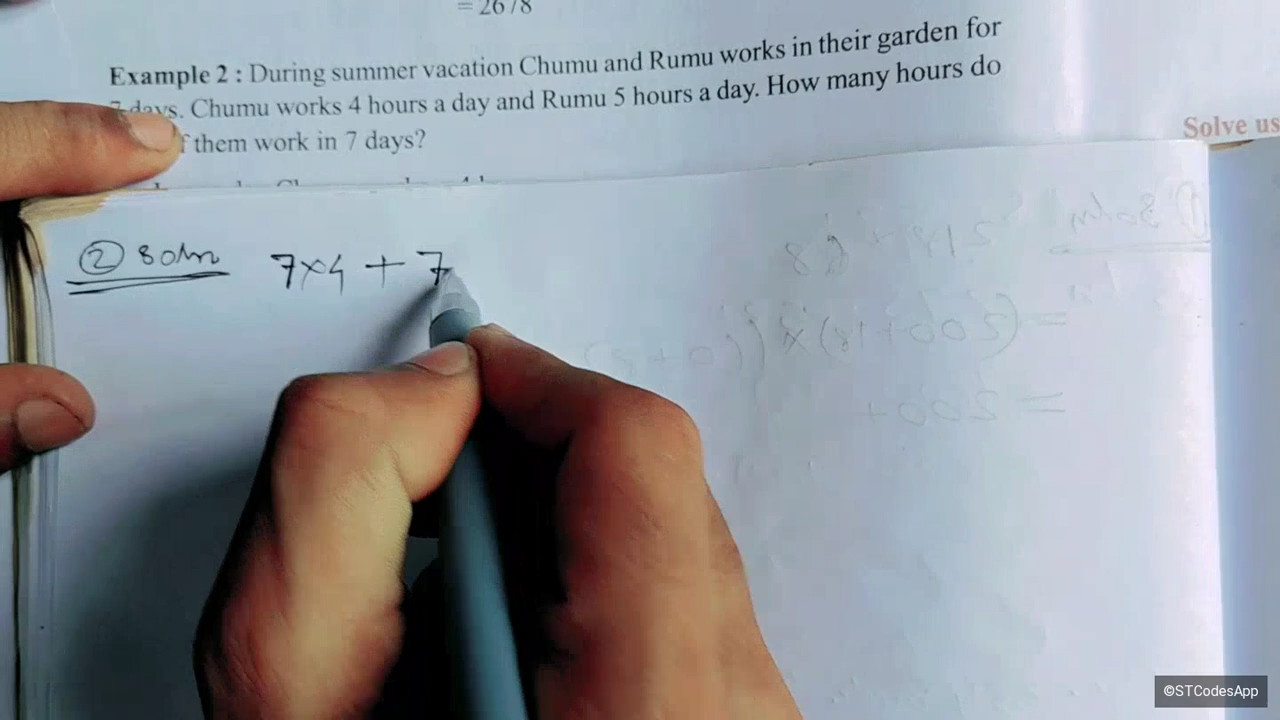 = 2678
Example 2 : During summer vacation Chumu and Rumu works in their garden for
7 days. Chumu works 4 hours a day and Rumu 5 hours a day. How many hours do
f them work in 7 days?
Solve us
② Soln 7×4 + 7
©STCodesApp